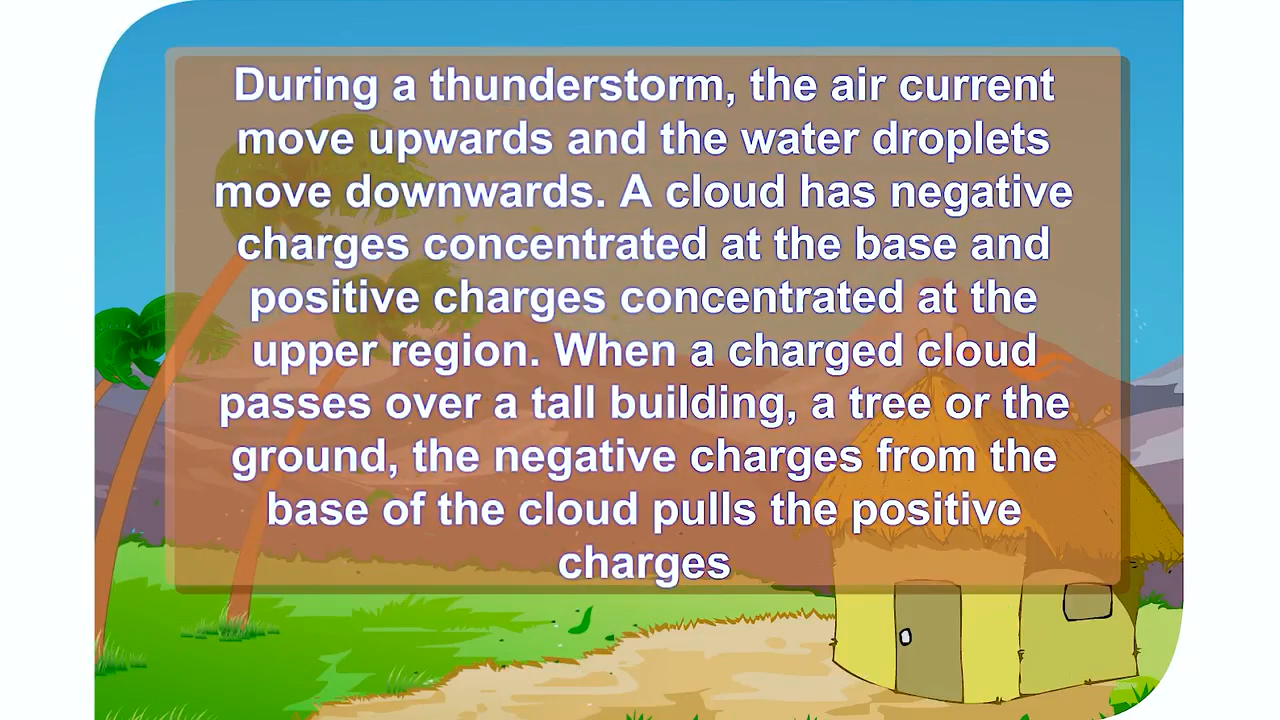 During a thunderstorm, the air current
move upwards and the water droplets
move downwards. A cloud has negative
charges concentrated at the base and
positive charges concentrated at the
upper region. When a charged cloud
passes over a tall building, a tree or the
ground, the negative charges from the
base of the cloud pulls the positive
charges